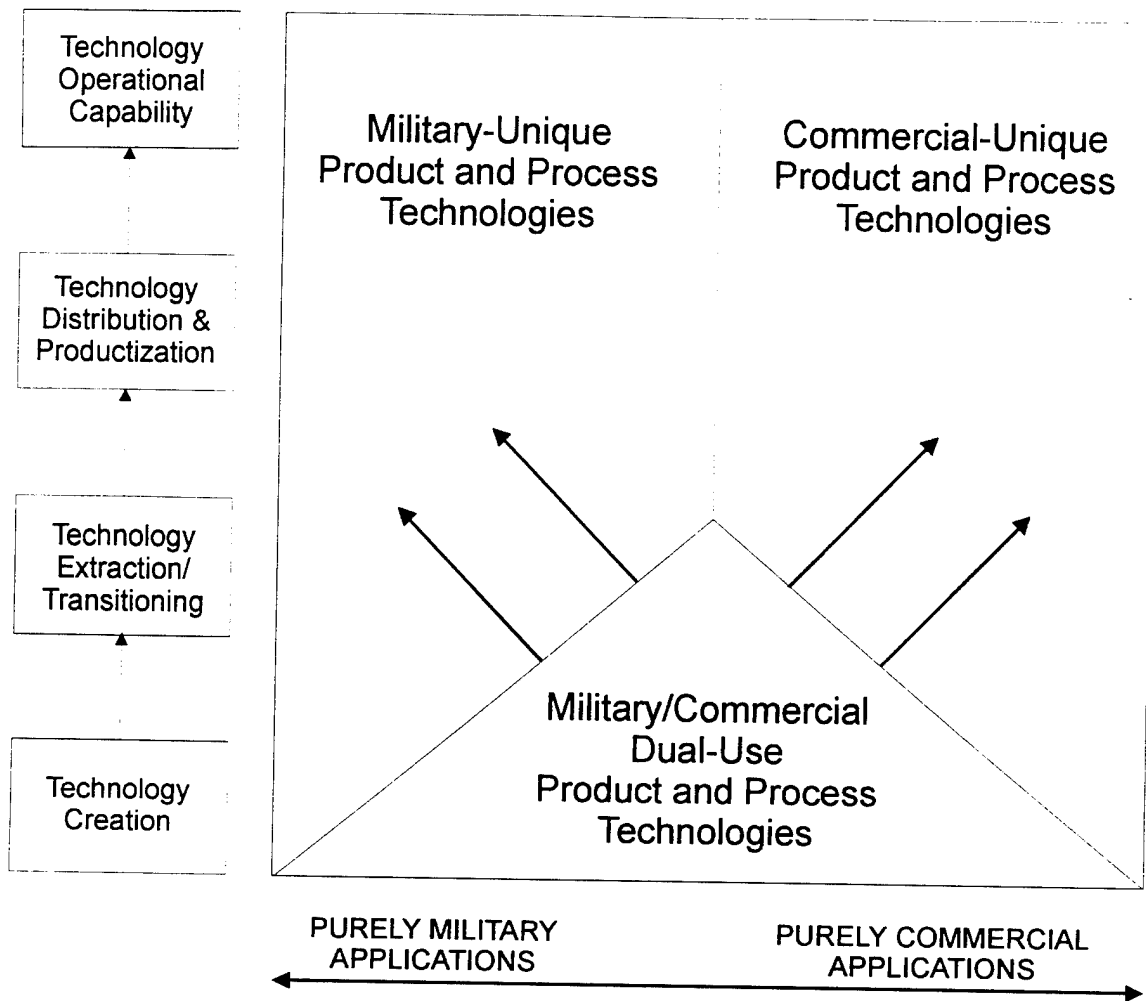 Technology
Operational
Capability
Technology
Distribution &
Productization
Technology
Extraction/
Transitioning
Technology
Creation
Military-Unique
Product and Process
Technologies
Commercial-Unique
Product and Process
Technologies
Military/Commercial
Dual-Use
Product and Process
Technologies
PURELY MILITARY
APPLICATIONS
PURELY COMMERCIAL
APPLICATIONS